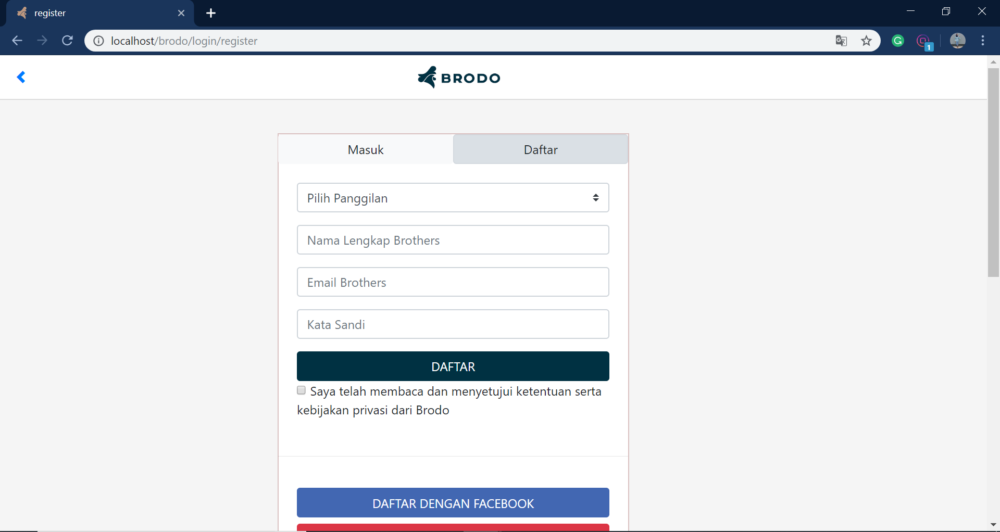 register
localhost/brodo/login/register
1
BRODO
Masuk
Daftar
Pilih Panggilan
Nama Lengkap Brothers
Email Brothers
Kata Sandi
DAFTAR
Saya telah membaca dan menyetujui ketentuan serta
kebijakan privasi dari Brodo
DAFTAR DENGAN FACEBOOK